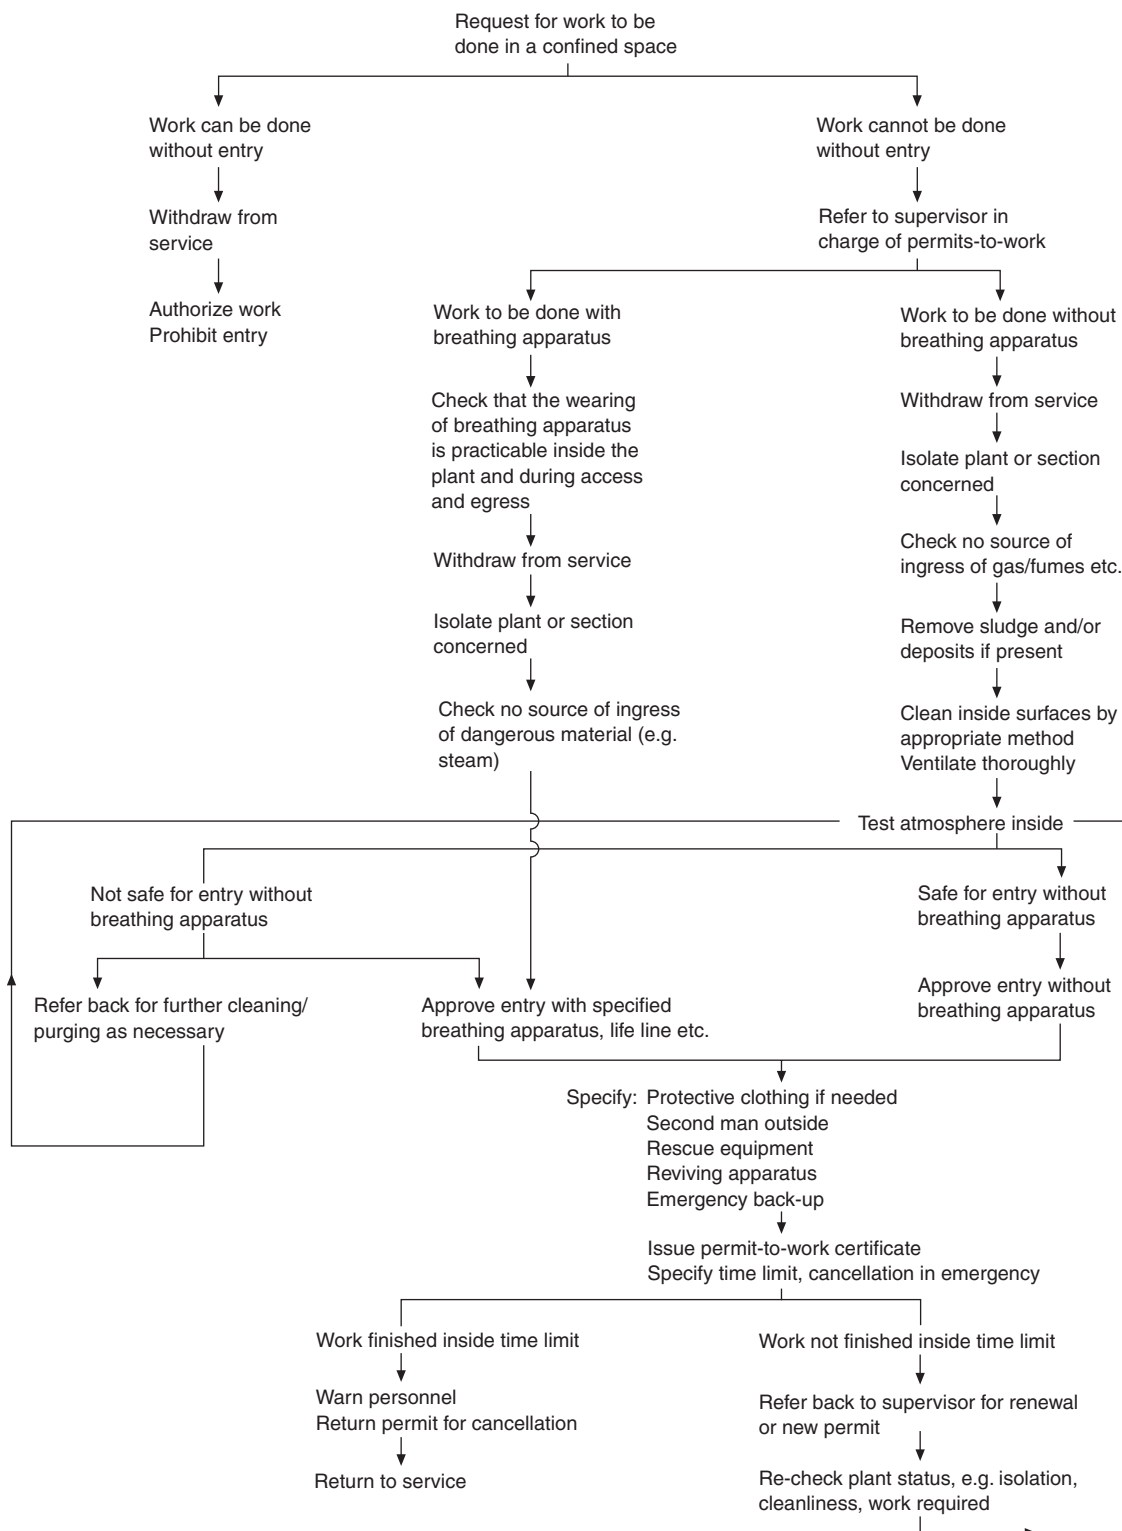 Request for work to be
done in a confined space
Work can be done
without entry
Work cannot be done
without entry
Withdraw from
service
Refer to supervisor in
charge of permits-to-work
Authorize work
Prohibit entry
Work to be done with
breathing apparatus
Work to be done without
breathing apparatus
Check that the wearing
of breathing apparatus
is practicable inside the
plant and during access
and egress
Withdraw from service
Isolate plant or section
concerned
Check no source of ingress
of dangerous material (e.g.
steam)
Withdraw from service
Isolate plant or section
concerned
Check no source of
ingress of gas/fumes etc.
Remove sludge and/or
deposits if present
Clean inside surfaces by
appropriate method
Ventilate thoroughly
Test atmosphere inside
Not safe for entry without
breathing apparatus
Safe for entry without
breathing apparatus
Refer back for further cleaning/
purging as necessary
Approve entry with specified
breathing apparatus, life line etc.
Approve entry without
breathing apparatus
Specify: Protective clothing if needed
Second man outside
Rescue equipment
Reviving apparatus
Emergency back-up
Issue permit-to-work certificate
Specify time limit, cancellation in emergency
Work finished inside time limit
Work not finished inside time limit
Warn personnel
Return permit for cancellation
Refer back to supervisor for renewal
or new permit
Return to service
Re-check plant status, e.g. isolation,
cleanliness, work required